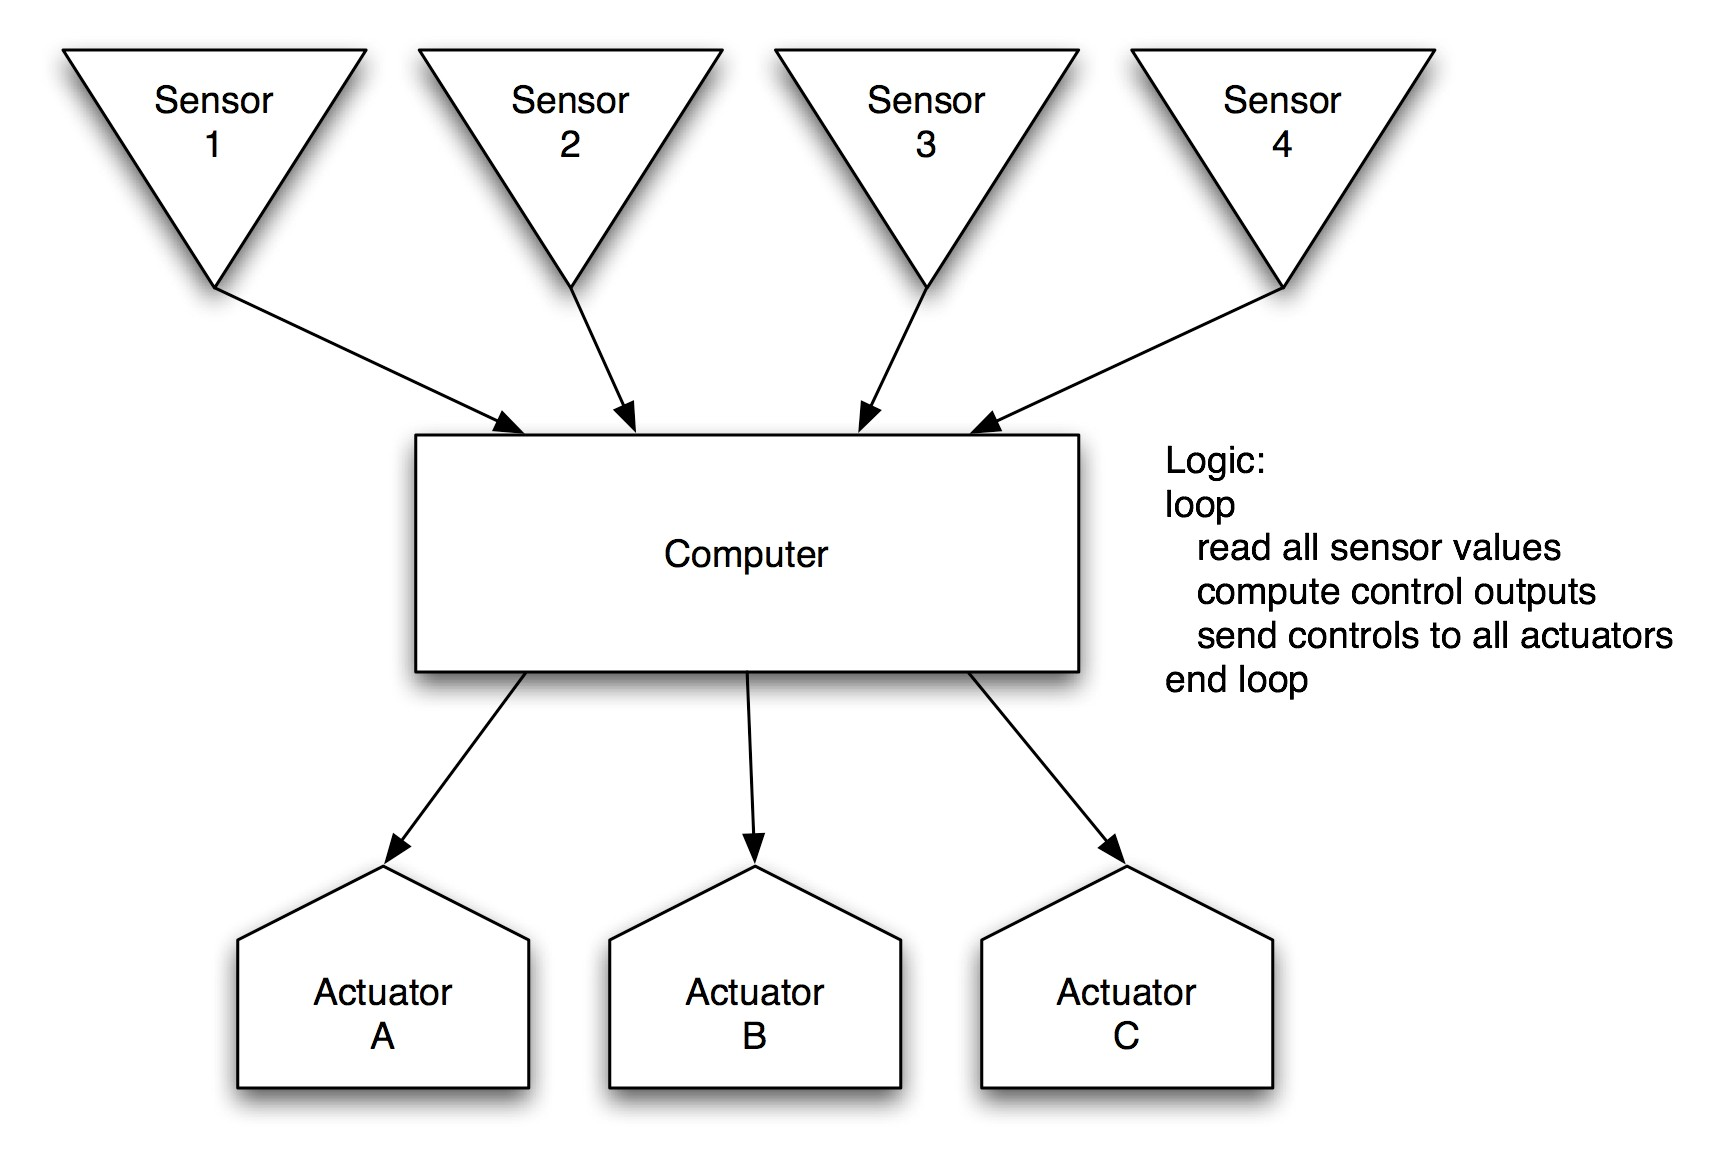 Sensor
1
Sensor
2
Sensor
3
Sensor
4
Computer
Logic:
loop
read all sensor values
compute control outputs
send controls to all actuators
end loop
Actuator
A
Actuator
B
Actuator
C